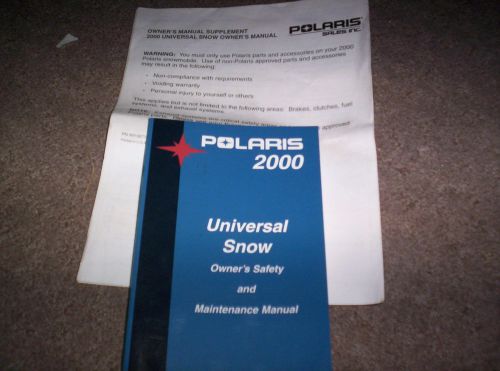 POLARIS
SALES INC.
OWNER'S MANUAL SUPPLEMENT
2000 UNIVERSAL SNOW OWNER'S MANUAL
WARNING: You must only use Polaris parts and accessories on your 2000
Polaris snowmobile. Use of non-Polaris approved parts and accessories
may result in the following:
- Non-compliance with requirements
- Voiding warranty
- Personal injury to yourself or others
This applies but is not limited to the following areas: Brakes, clutches, fuel
systems, and exhaust systems.
approved
POLARIS
2000
Universal
Snow
Owner's Safety
and
Maintenance Manual